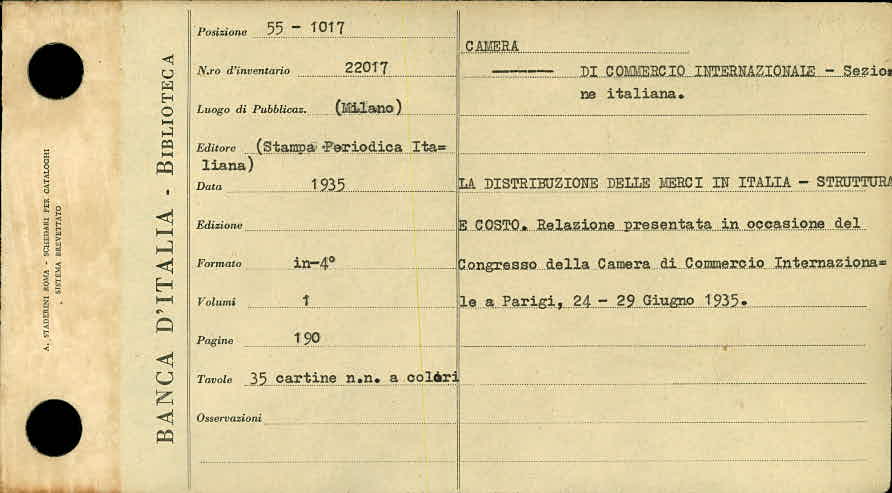 A. STADERINI ROMA - SCHEDARI PER CATALOGHI
SISTEMA BREVETTATO
BANCA D'ITALIA - BIBLIOTECA
Posizione 55 - 1017
N.ro d'inventario 22017
Luogo di Pubblicaz. (Milano)
Editore (Stampa Periodica Ita=
liana)
Data 1935
Edizione
Formato in-4°
Volumi 1
Pagine 190
Tavole 35 cartine n.n. a colori
Osservazioni
CAMERA
——— DI COMMERCIO INTERNAZIONALE - Sezio
ne italiana.
LA DISTRIBUZIONE DELLE MERCI IN ITALIA - STRUTTURA
E COSTO. Relazione presentata in occasione del
Congresso della Camera di Commercio Internaziona=
le a Parigi, 24 - 29 Giugno 1935.